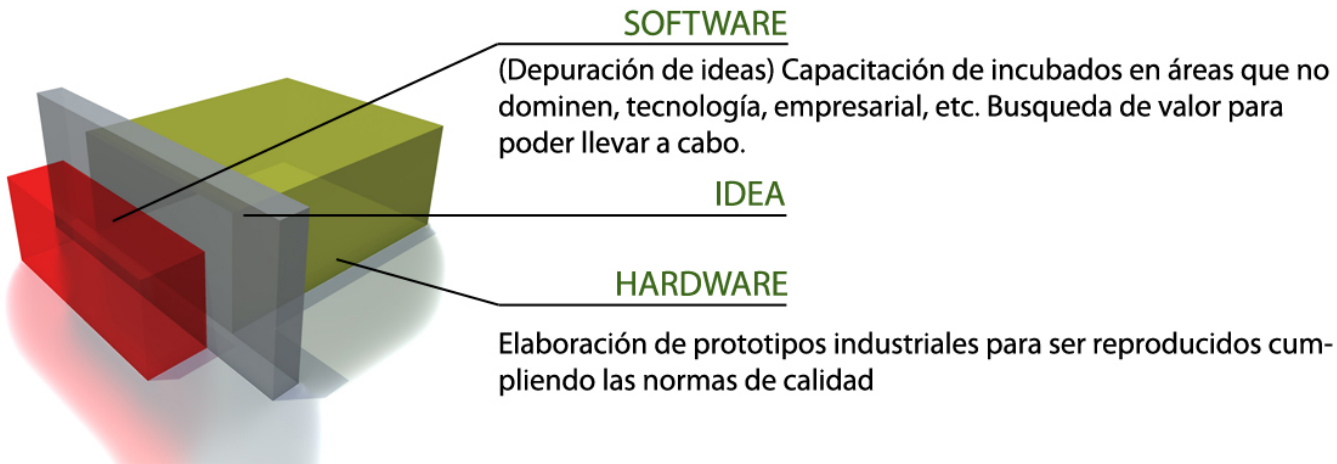 SOFTWARE
(Depuración de ideas) Capacitación de incubados en áreas que no
dominen, tecnología, empresarial, etc. Busqueda de valor para
poder llevar a cabo.
IDEA
HARDWARE
Elaboración de prototipos industriales para ser reproducidos cum-
pliendo las normas de calidad